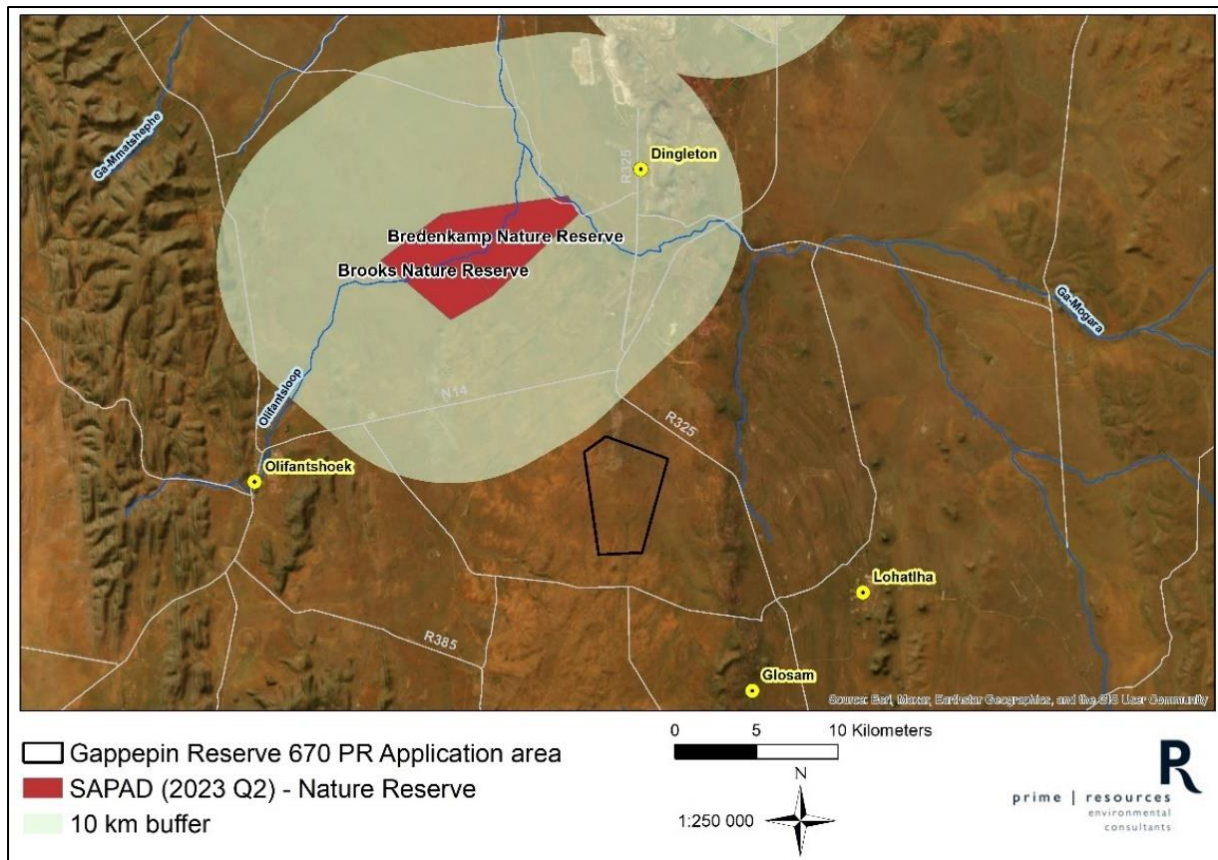 Ga-Mmatshephe
R325
Dingleton
Bredenkamp Nature Reserve
Brooks Nature Reserve
Ga-Mogara
Olifantsloop
N14
R325
Olifantshoek
Lohatlha
R385
Glosam
Source: Esri, Maxar, Earthstar Geographics, and the GIS User Community
Gappepin Reserve 670 PR Application area
SAPAD (2023 Q2) - Nature Reserve
10 km buffer
0 5 10 Kilometers
N
1:250 000
R
prime | resources
environmental
consultants